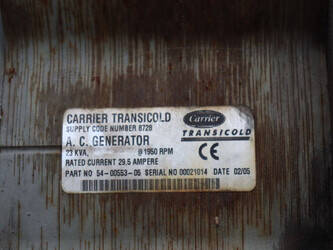 CARRIER TRANSICOLD
SUPPLY CODE NUMBER 8728
A. C. GENERATOR
23 KVA, @1950 RPM
RATED CURRENT 29.5 AMPERE
PART NO 54-00553-05 SERIAL NO 00021014 DATE 02/05
Carrier
TRANSICOLD
CE